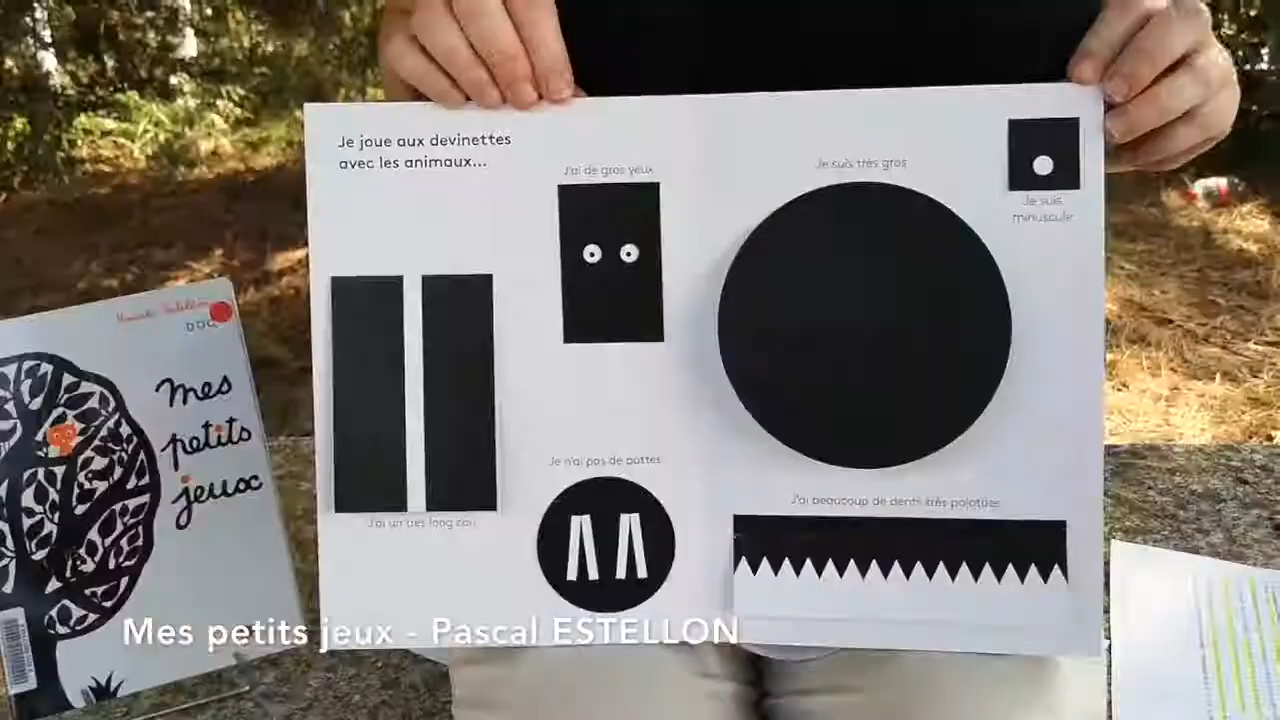 Je joue aux devinettes
avec les animaux...
J'ai de gros yeux
Je suis très gros
Je suis
minuscule
J'ai un très long cou
Je n'ai pas de pattes
J'ai beaucoup de dents très pointues
DOC
mes
petits
jeux
Mes petits jeux - Pascal ESTELLON